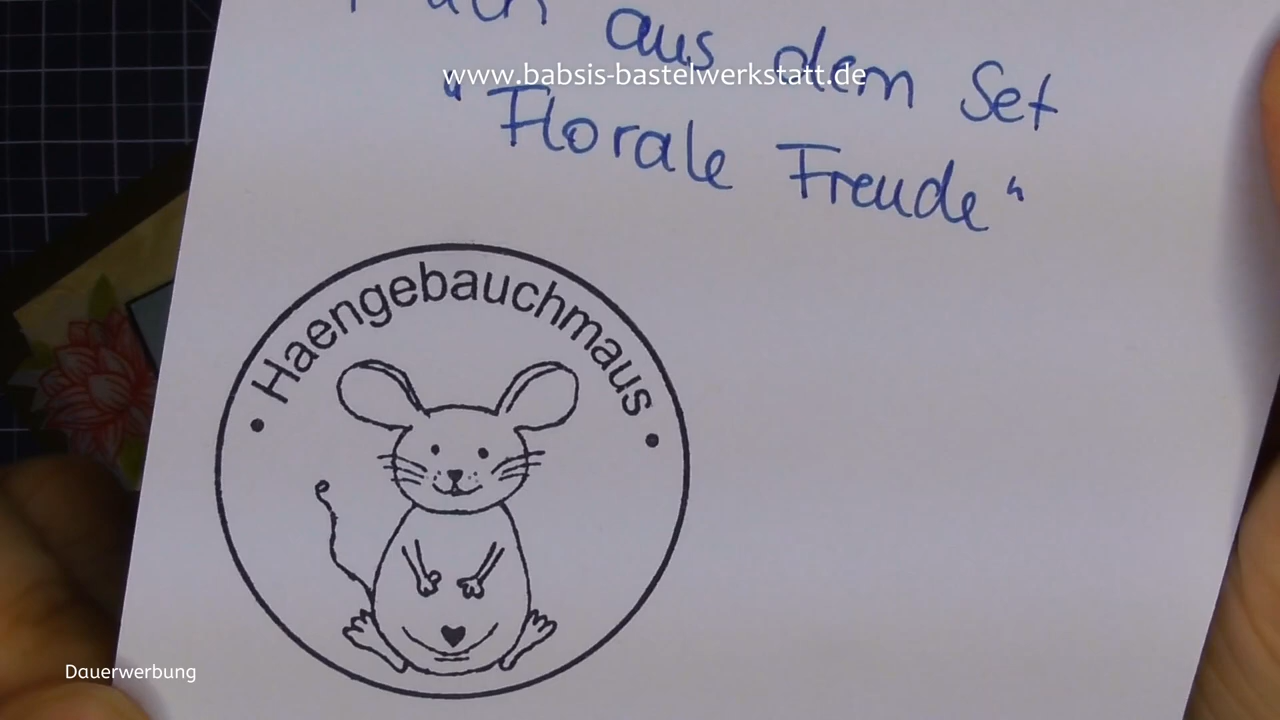 aus dem Set
www.babsis-bastelwerkstatt.de
"Florale Freude"
• Haengebauchmaus •
Dauerwerbung